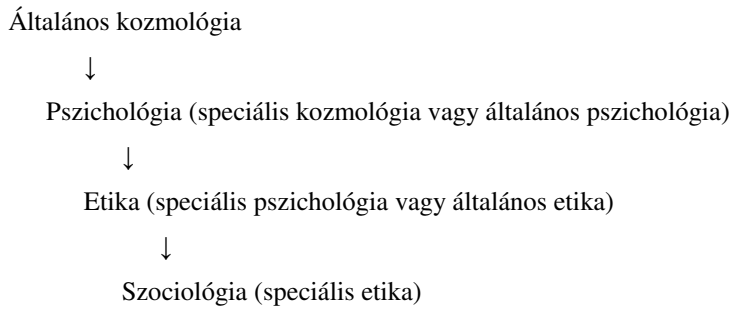 Általános kozmológia
↓
Pszichológia (speciális kozmológia vagy általános pszichológia)
↓
Etika (speciális pszichológia vagy általános etika)
↓
Szociológia (speciális etika)